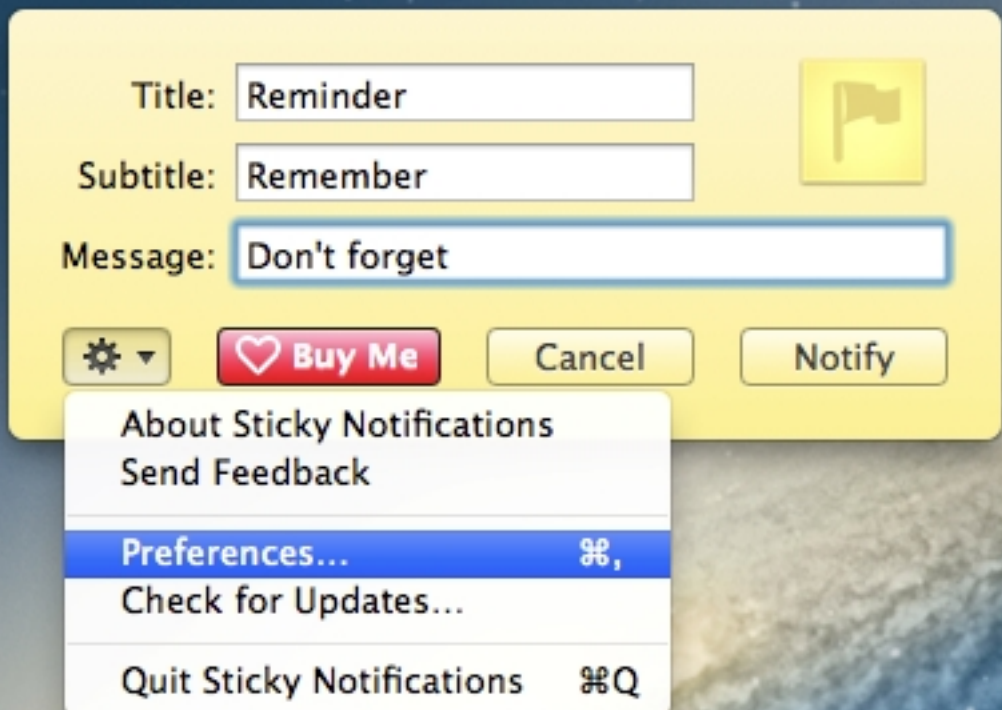 Title: Reminder
Subtitle: Remember
Message: Don't forget
Buy Me Cancel Notify
About Sticky Notifications
Send Feedback
Preferences... ⌘,
Check for Updates...
Quit Sticky Notifications ⌘Q